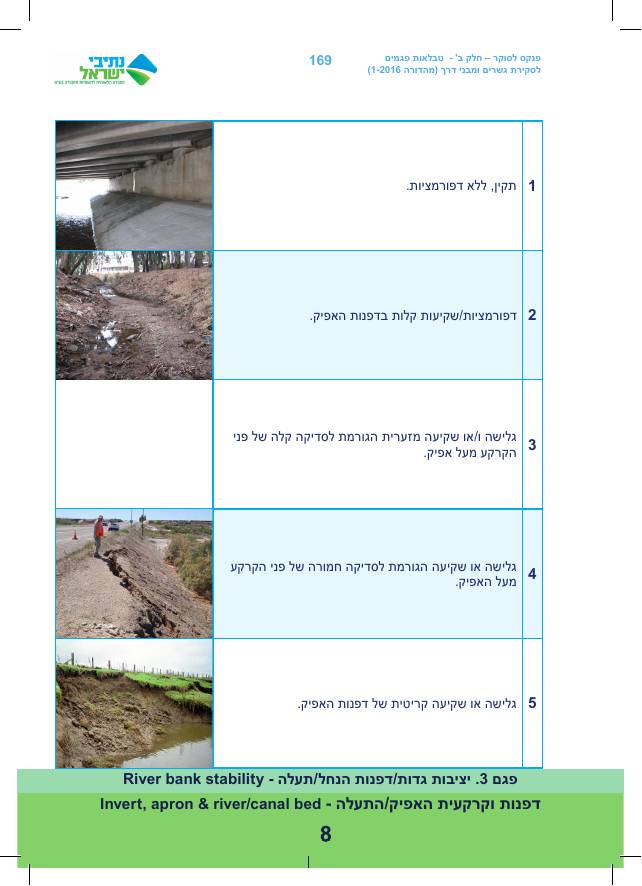 פנקס לסוקר – חלק ב' - טבלאות פגמים
לסקירת גשרים ומבני דרך (מהדורה 1-2016)
169
נתיבי
ישראל
1
תקין, ללא דפורמציות.
2
דפורמציות/שקיעות קלות בדפנות האפיק.
3
גלישה ו/או שקיעה מזערית הגורמת לסדיקה קלה של פני
הקרקע מעל אפיק.
4
גלישה או שקיעה הגורמת לסדיקה חמורה של פני הקרקע
מעל האפיק.
5
גלישה או שקיעה קריטית של דפנות האפיק.
פגם 3. יציבות גדות/דפנות הנחל/תעלה - River bank stability
דפנות וקרקעית האפיק/התעלה - Invert, apron & river/canal bed
8